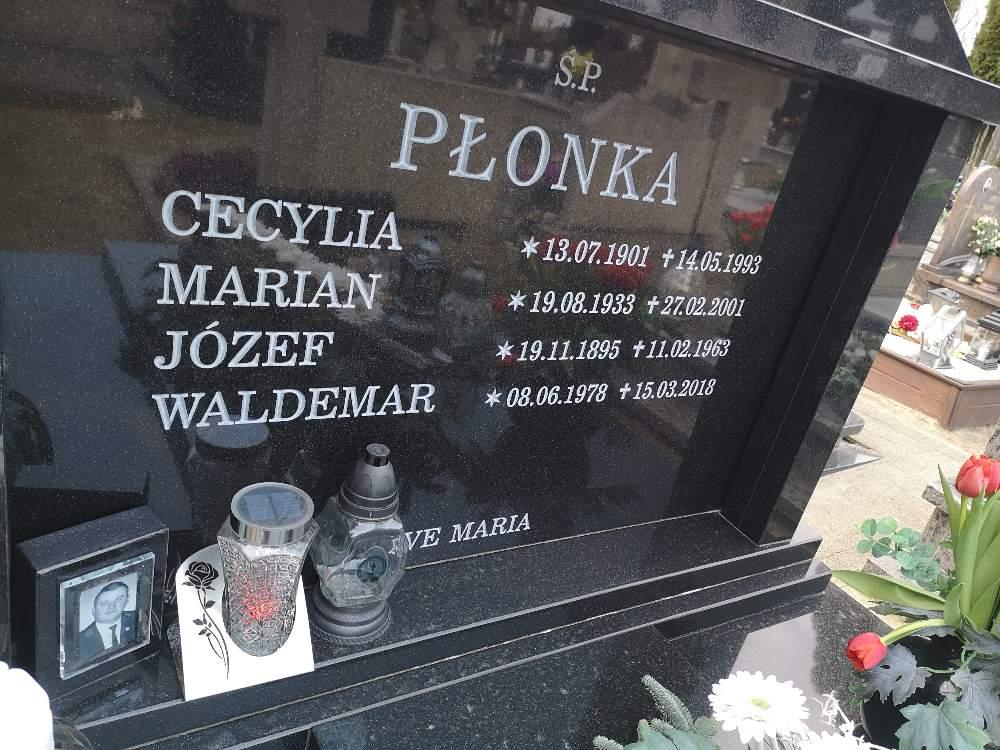 Ś.P.
PŁONKA
CECYLIA ✶ 13.07.1901 ✝ 14.05.1993
MARIAN ✶ 19.08.1933 ✝ 27.02.2001
JÓZEF ✶ 19.11.1895 ✝ 11.02.1963
WALDEMAR ✶ 08.06.1978 ✝ 15.03.2018
VE MARIA